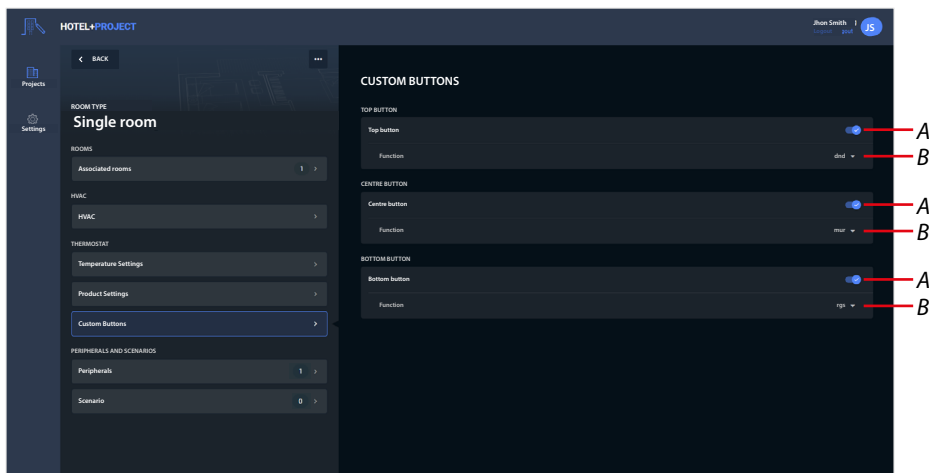 HOTEL+PROJECT
Jhon Smith
JS
Projects
Settings
BACK
ROOM TYPE
Single room
ROOMS
Associated rooms 1
HVAC
HVAC
THERMOSTAT
Temperature Settings
Product Settings
Custom Buttons
PERIPHERALS AND SCENARIOS
Peripherals 1
Scenario 0
CUSTOM BUTTONS
TOP BUTTON
Top button A
Function dnd B
CENTRE BUTTON
Centre button A
Function mur B
BOTTOM BUTTON
Bottom button A
Function rgs B